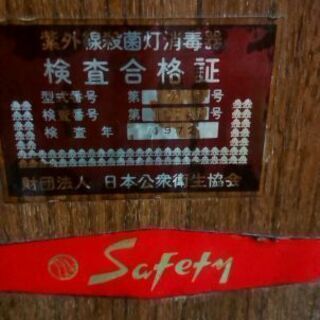 紫外線殺菌灯消毒器
検査合格証
型式番号 第 号
検査番号 第 号
検査年
財団法人 日本公衆衛生協会
Safety